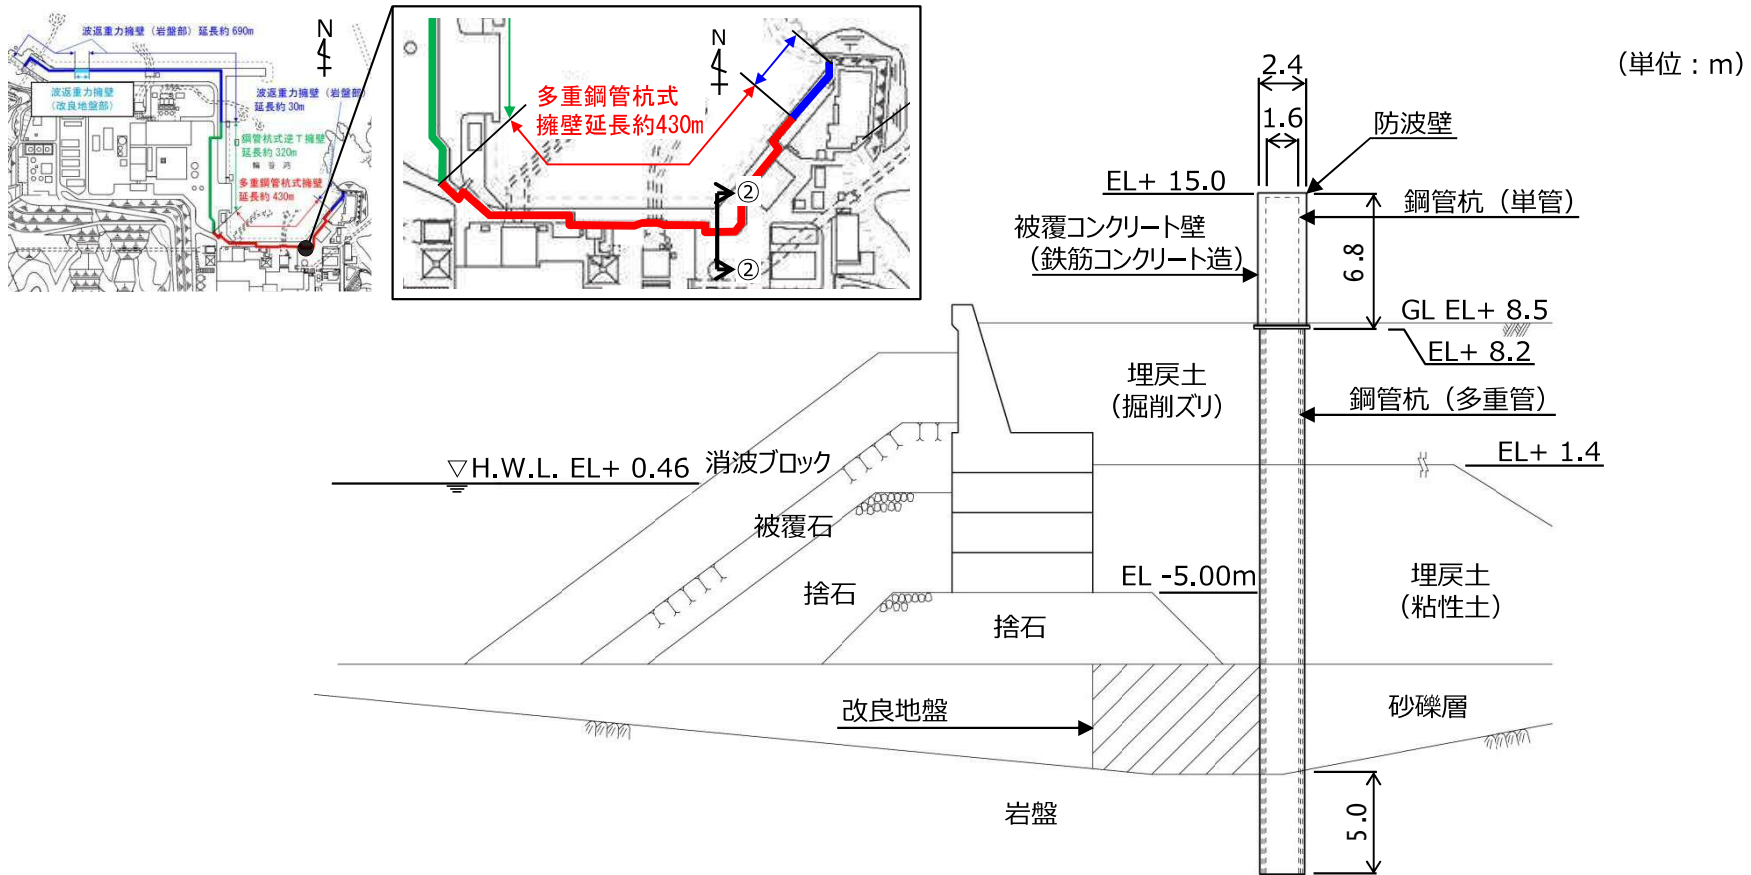 波返重力擁壁（岩盤部）延長約690m
N
波返重力擁壁
（改良地盤部）
波返重力擁壁（岩盤部）
延長約30m
鋼管杭式逆T擁壁
延長約320m
輪谷湾
多重鋼管杭式擁壁
延長約430m
N
多重鋼管杭式
擁壁延長約430m
②
②
（単位：m）
2.4
1.6
防波壁
EL+ 15.0
鋼管杭（単管）
被覆コンクリート壁
（鉄筋コンクリート造）
6.8
GL EL+ 8.5
EL+ 8.2
埋戻土
（掘削ズリ）
鋼管杭（多重管）
EL+ 1.4
▽H.W.L. EL+ 0.46
消波ブロック
被覆石
捨石
EL -5.00m
埋戻土
（粘性土）
捨石
改良地盤
砂礫層
岩盤
5.0